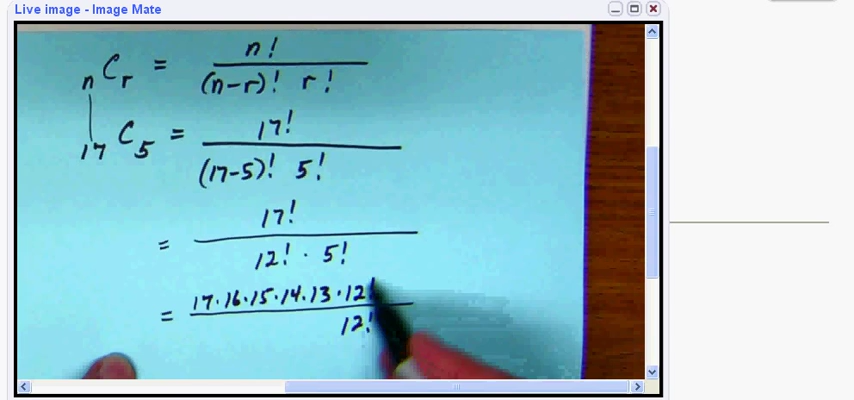 Live image - Image Mate
nCr = n! / (n-r)! r!
17C5 = 17! / (17-5)! 5!
= 17! / 12! · 5!
= 17·16·15·14·13·12! / 12!